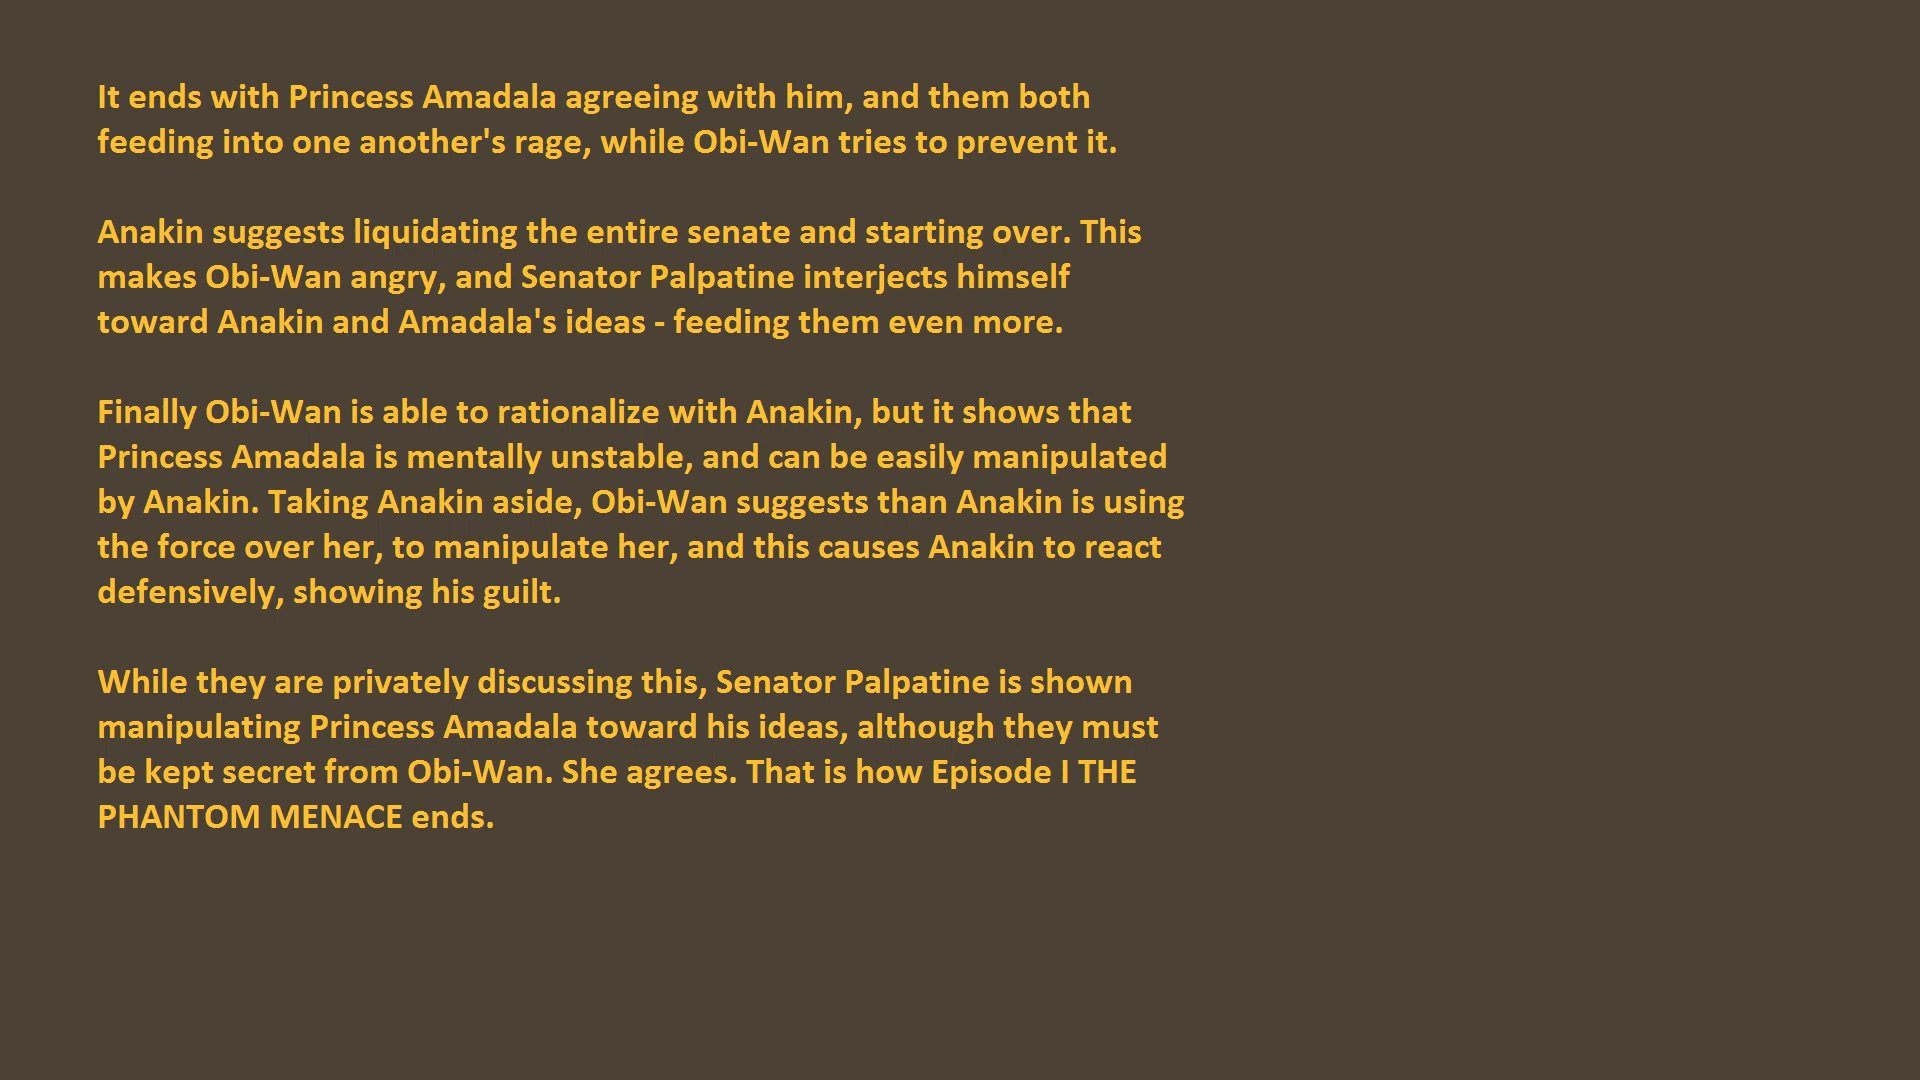 It ends with Princess Amadala agreeing with him, and them both
feeding into one another's rage, while Obi-Wan tries to prevent it.
Anakin suggests liquidating the entire senate and starting over. This
makes Obi-Wan angry, and Senator Palpatine interjects himself
toward Anakin and Amadala's ideas - feeding them even more.
Finally Obi-Wan is able to rationalize with Anakin, but it shows that
Princess Amadala is mentally unstable, and can be easily manipulated
by Anakin. Taking Anakin aside, Obi-Wan suggests than Anakin is using
the force over her, to manipulate her, and this causes Anakin to react
defensively, showing his guilt.
While they are privately discussing this, Senator Palpatine is shown
manipulating Princess Amadala toward his ideas, although they must
be kept secret from Obi-Wan. She agrees. That is how Episode I THE
PHANTOM MENACE ends.